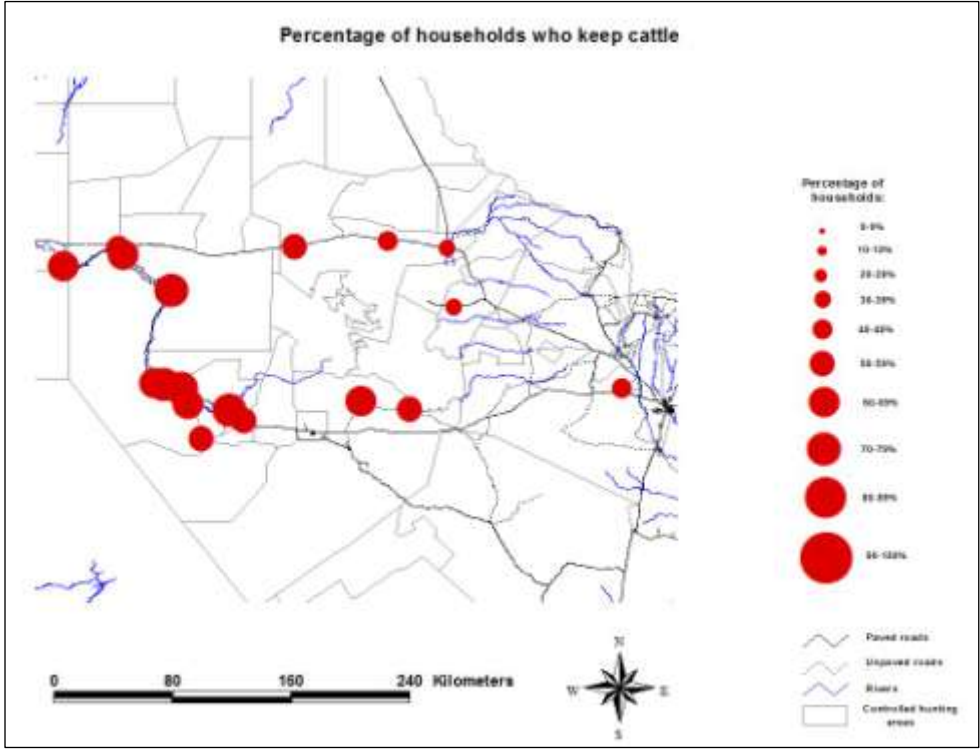 Percentage of households who keep cattle
Percentage of
households:
0-9%
10-19%
20-29%
30-39%
40-49%
50-59%
60-69%
70-79%
80-89%
90-100%
Paved roads
Unpaved roads
Rivers
Controlled hunting
areas
0 80 160 240 Kilometers
N
W E
S